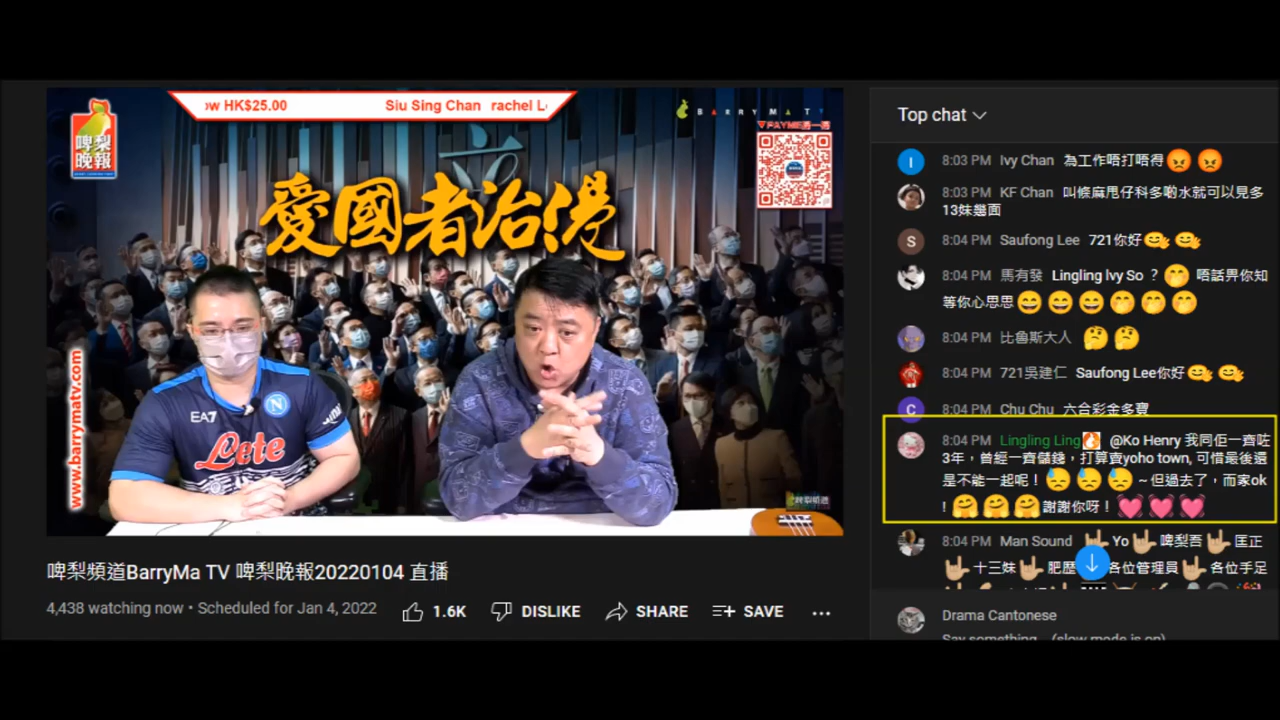 啤梨晚報
ow HK$25.00 Siu Sing Chan rachel L
BARRYMATV
愛國者治港
www.barrymatv.com
EA7
N
Lete
啤梨頻道
啤梨頻道BarryMa TV 啤梨晚報20220104 直播
4,438 watching now • Scheduled for Jan 4, 2022
1.6K DISLIKE SHARE SAVE
Top chat
I 8:03 PM Ivy Chan 為工作唔打唔得😡😡
8:03 PM KF Chan 叫條麻甩仔科多啲水就可以見多
13妹幾面
S 8:04 PM Saufong Lee 721你好🥰🥰
8:04 PM 馬有發 Lingling Ivy So ？🤭 唔話畀你知
等你心思思😄😄😄🤭🤭🤭
8:04 PM 比魯斯大人 🤔🤔
8:04 PM 721吳建仁 Saufong Lee你好🥰🥰
C 8:04 PM Chu Chu 六合彩金多寶
8:04 PM Lingling Ling @Ko Henry 我同佢一齊咗
3年，曾經一齊儲錢，打算賣yoho town, 可惜最後還
是不能一起呢！😓😓😓～但過去了，而家ok
！🤗🤗🤗謝謝你呀！💓💓💓
8:04 PM Man Sound 🤟Yo🤟啤梨吾🤟匡正
🤟十三妹🤟肥歷 各位管理員🤟各位手足
Drama Cantonese
Say something... (slow mode is on)